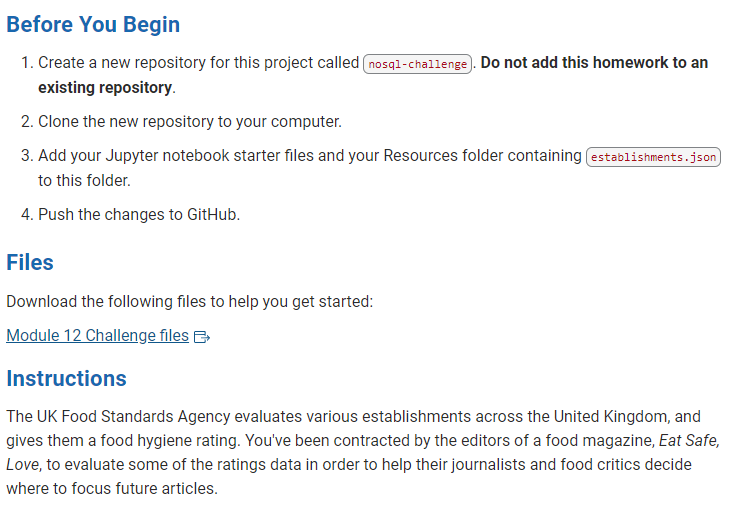 Before You Begin
1. Create a new repository for this project called nosql-challenge. Do not add this homework to an
existing repository.
2. Clone the new repository to your computer.
3. Add your Jupyter notebook starter files and your Resources folder containing establishments.json
to this folder.
4. Push the changes to GitHub.
Files
Download the following files to help you get started:
Module 12 Challenge files
Instructions
The UK Food Standards Agency evaluates various establishments across the United Kingdom, and
gives them a food hygiene rating. You've been contracted by the editors of a food magazine, Eat Safe,
Love, to evaluate some of the ratings data in order to help their journalists and food critics decide
where to focus future articles.